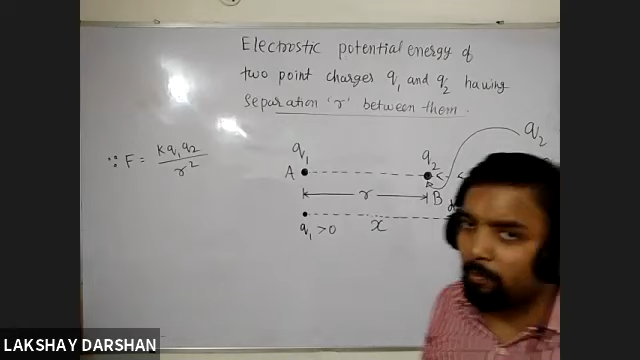 Electrostic potential energy of
two point charges q₁ and q₂ hawing
separation 'r' between them.
∵ F = Kq₁q₂/r²
q₁
q₂
q₂
A
r
B
q₁ >0
x
LAKSHAY DARSHAN